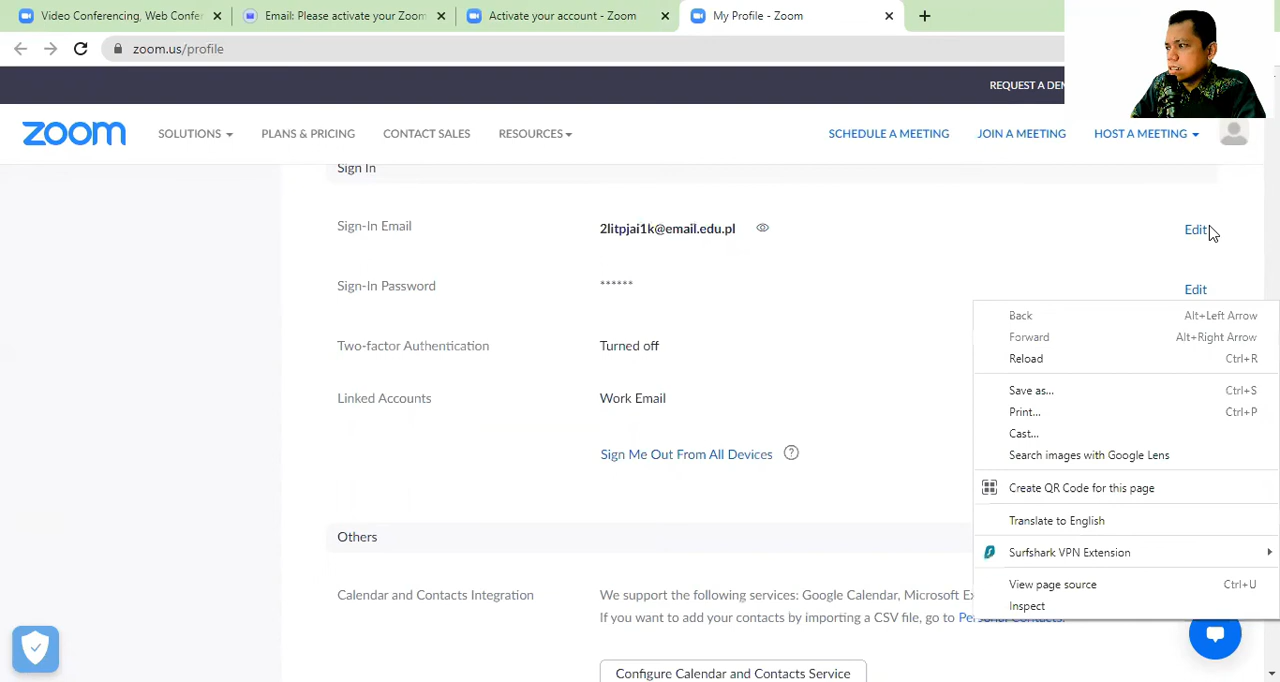 Video Conferencing, Web Confer
Email: Please activate your Zoom
Activate your account - Zoom
My Profile - Zoom
zoom.us/profile
REQUEST A DEM
zoom
SOLUTIONS
PLANS & PRICING
CONTACT SALES
RESOURCES
SCHEDULE A MEETING
JOIN A MEETING
HOST A MEETING
Sign In
Sign-In Email
2litpjai1k@email.edu.pl
Edit
Sign-In Password
******
Edit
Two-factor Authentication
Turned off
Linked Accounts
Work Email
Sign Me Out From All Devices
Back Alt+Left Arrow
Forward Alt+Right Arrow
Reload Ctrl+R
Save as... Ctrl+S
Print... Ctrl+P
Cast...
Search images with Google Lens
Create QR Code for this page
Translate to English
Surfshark VPN Extension
View page source Ctrl+U
Inspect
Others
Calendar and Contacts Integration
We support the following services: Google Calendar, Microsoft Ex
If you want to add your contacts by importing a CSV file, go to Personal Contacts.
Configure Calendar and Contacts Service